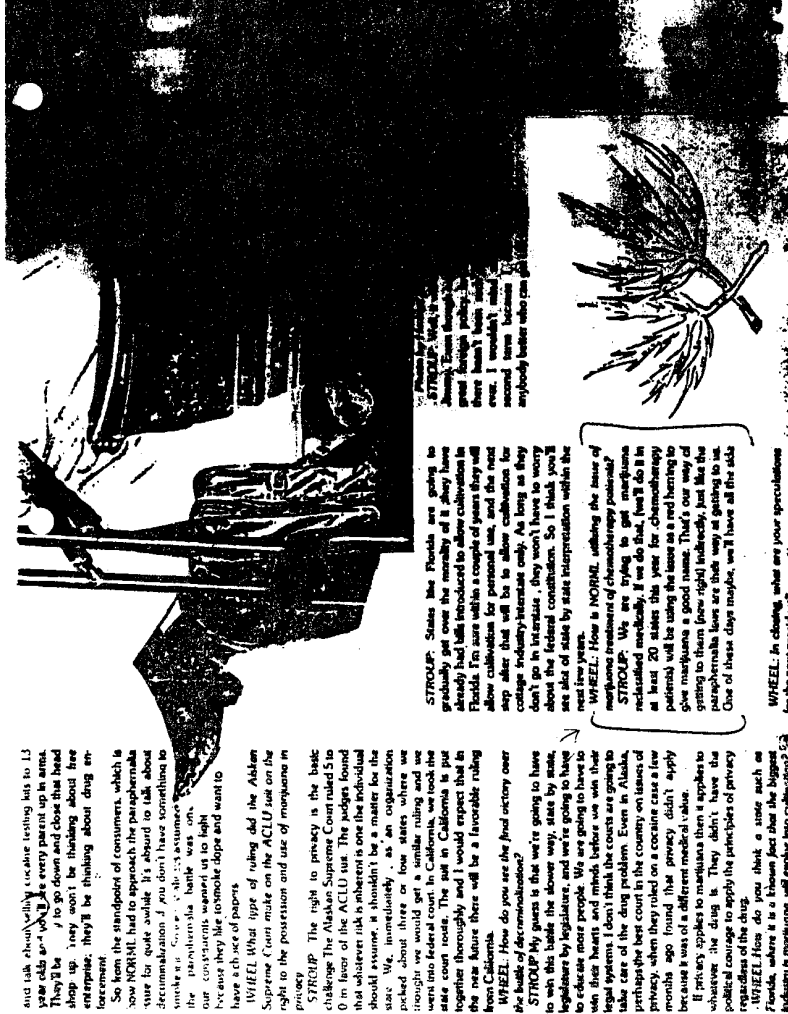 and talk about selling cocaine testing kits to 13
year olds and you'll see every parent up in arms.
They'll be to go down and close that head
shop up. They won't be thinking about free
enterprise; they'll be thinking about drug en-
forcement.
So from the standpoint of consumers, which is
how NORML had to approach the paraphernalia
issue for quite awhile it's absurd to talk about
decriminalization if you don't have something to
smoke it
the paraphernalia battle was one
our constituents wanted us to fight
because they like to smoke dope and want to
have a choice of papers
WHEEL What type of ruling did the Alaskan
Supreme Court make on the ACLU suit on the
right to the possession and use of marijuana in
privacy
STROUP The right to privacy is the basic
challenge The Alaskan Supreme Court ruled 5 to
0 in favor of the ACLU suit. The judges found
that whatever risk is inherent is one the individual
should assume, it shouldn't be a matter for the
state We, immediately, as an organization
picked about three or four states where we
thought we would get a similar ruling and we
went into federal court. In California, we took the
state court route. The suit in California is put
together thoroughly and I would expect that in
the near future there will be a favorable ruling
from California.
WHEEL: How do you see the final victory over
the battle of decriminalization?
STROUP My guess is that we're going to have
to win this battle the slower way, state by state,
legislature by legislature, and we're going to have
to educate more people. We are going to have to
win their hearts and minds before we win their
legal systems. I don't think the courts are going to
take care of the drug problem. Even in Alaska,
perhaps the best court in the country on issues of
privacy, when they ruled on a cocaine case a few
months ago found that privacy didn't apply
because it was of a different medical value.
If privacy applies to marijuana then it applies to
whatever the drug is. They didn't have the
political courage to apply the principles of privacy
regardless of the drug.
WHEEL: How do you think a state such as
Florida, where it is a known fact that the biggest
industry is marijuana will evolve into
STROUP: States like Florida are going to
gradually get over the morality of it they have
already had bills introduced to allow cultivation in
Florida I'm sure within a couple of years they will
allow cultivation for personal use, and the next
step after that will be to allow cultivation for
cottage industry-interstate only. As long as they
don't go in interstate, they won't have to worry
about the federal constitution. So I think you'll
see alot of state by state interpretation within the
next few years.
WHEEL: How is NORML utilizing the issue of
marijuana treatment of chemotherapy patients?
STROUP: We are trying to get marijuana
reclassified medically. If we do that, (we'll do it in
at least 20 states this year for chemotherapy
patients) will be using the issue as a red herring to
give marijuana a good name. That's our way of
getting to them (new right) indirectly, just like the
paraphernalia laws are their way at getting to us.
One of these days maybe, we'll have all the side
WHEEL: In closing, what are your speculations
Photo by
STROUP: Well, I
great foreign policy
there hasn't been
ever. I wouldn't mind
second term because I
anybody better who can get